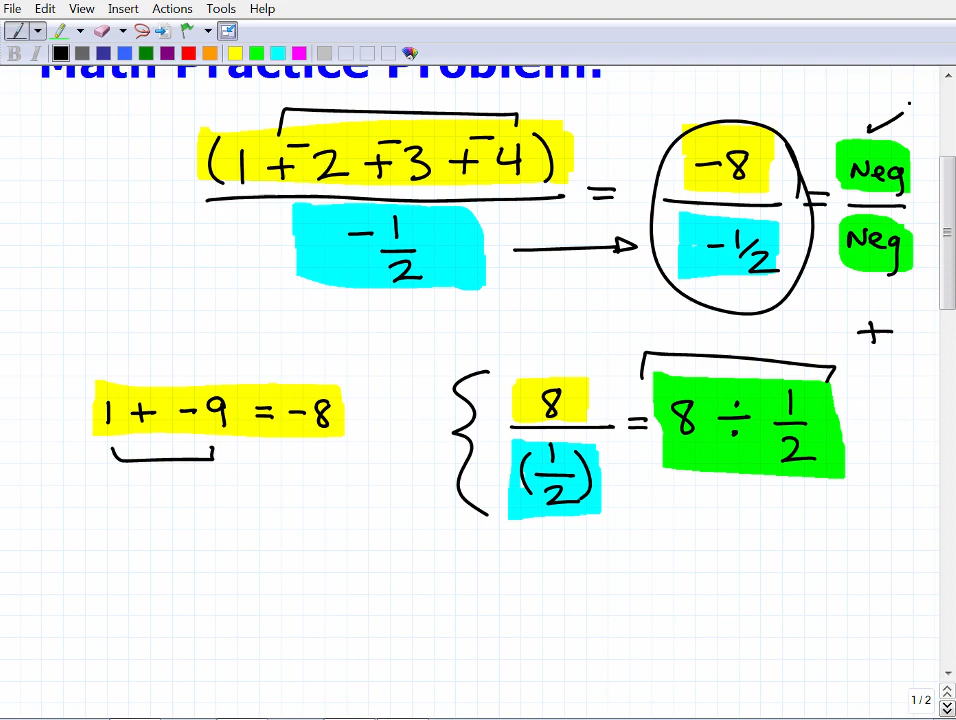 File Edit View Insert Actions Tools Help
B I
Math Practice Problem:
(1 + -2 + -3 + -4) / -1/2 = -8 / -1/2 = Neg / Neg
+
1 + -9 = -8
8 / (1/2) = 8 ÷ 1/2
1 / 2